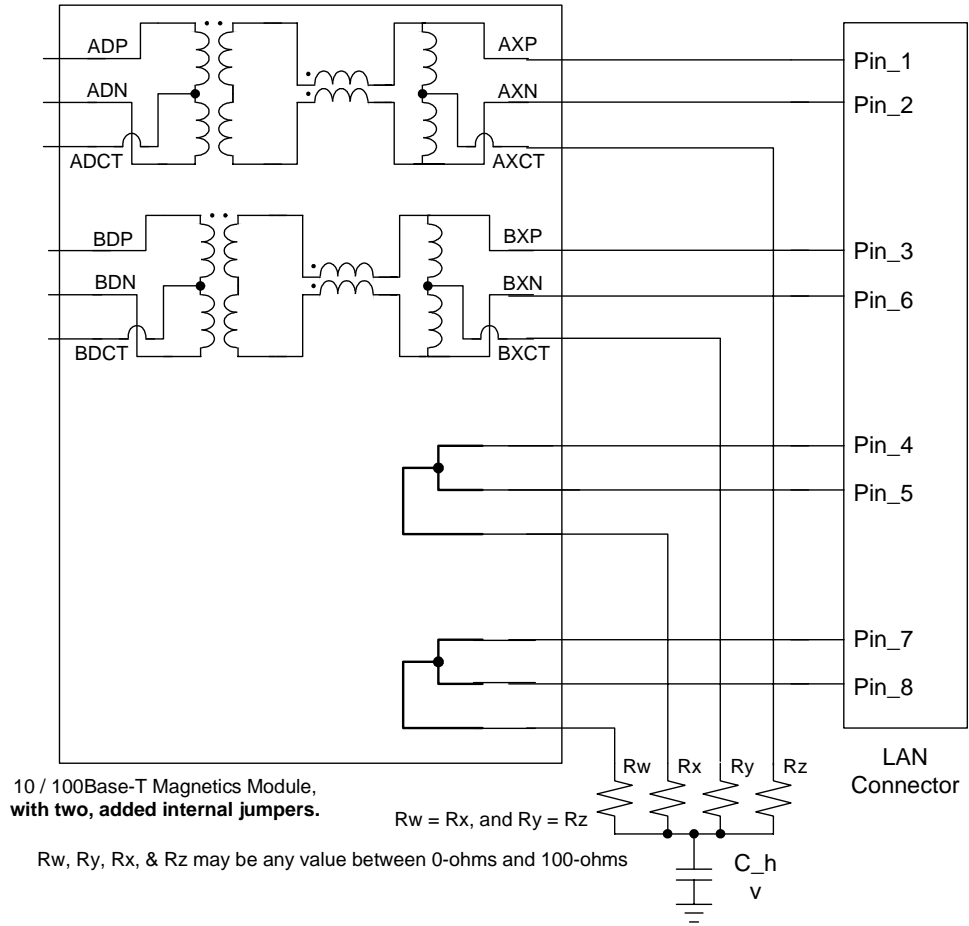 ADP
ADN
ADCT
AXP
AXN
AXCT
Pin_1
Pin_2
BDP
BDN
BDCT
BXP
BXN
BXCT
Pin_3
Pin_6
Pin_4
Pin_5
Pin_7
Pin_8
LAN
Connector
Rw
Rx
Ry
Rz
10 / 100Base-T Magnetics Module,
with two, added internal jumpers.
Rw = Rx, and Ry = Rz
Rw, Ry, Rx, & Rz may be any value between 0-ohms and 100-ohms
C_h
v